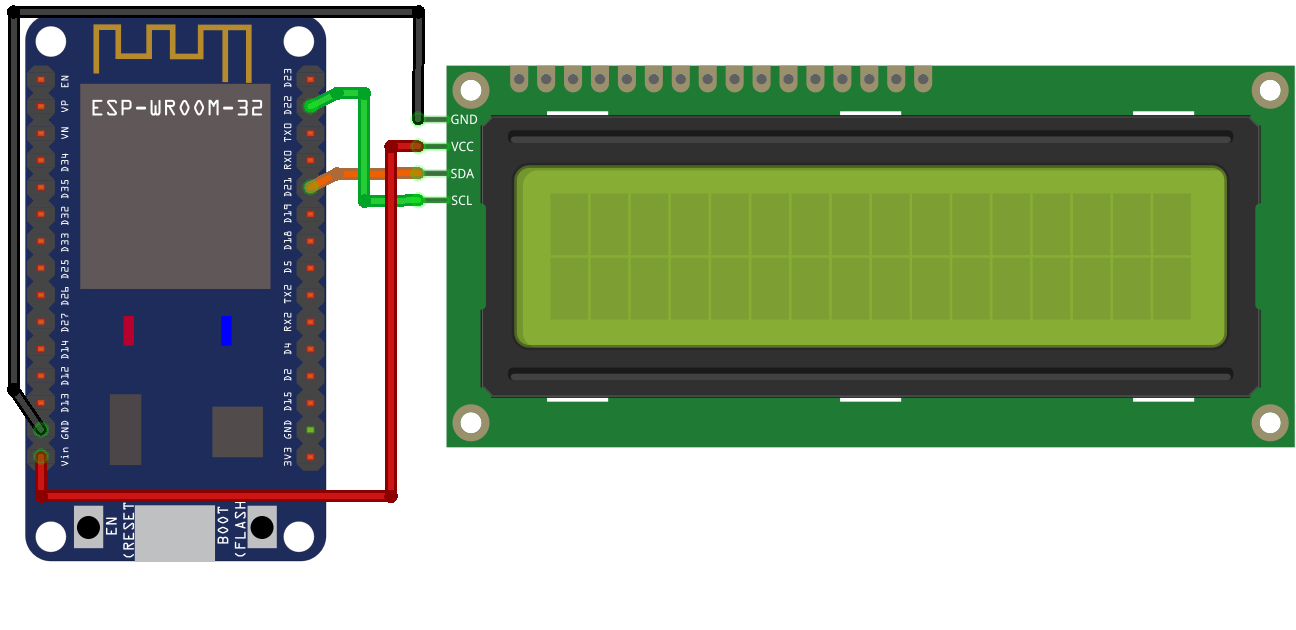 ESP-WROOM-32
EN
VP
VN
D34
D35
D32
D33
D25
D26
D27
D14
D12
D13
GND
Vin
D23
D22
TX0
RX0
D21
D19
D18
D5
TX2
RX2
D4
D2
D15
GND
3V3
EN
(RESET
BOOT
(FLASH
GND
VCC
SDA
SCL